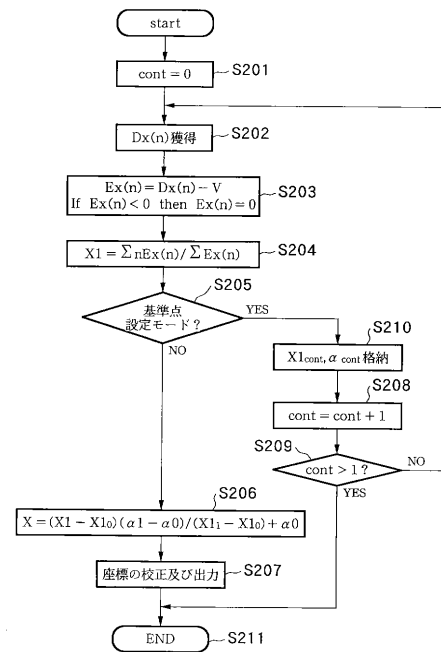 start
cont = 0
S201
Dx(n)獲得
S202
Ex(n)=Dx(n)−V
If Ex(n)<0 then Ex(n)=0
S203
X1=ΣnEx(n)/ΣEx(n)
S204
S205
基準点
設定モード?
YES
NO
S210
X1cont, α cont 格納
S208
cont = cont + 1
S209
cont > 1?
NO
YES
S206
X=(X1−X1₀)(α1−α0)/(X1₁−X1₀)+α0
座標の校正及び出力
S207
END
S211